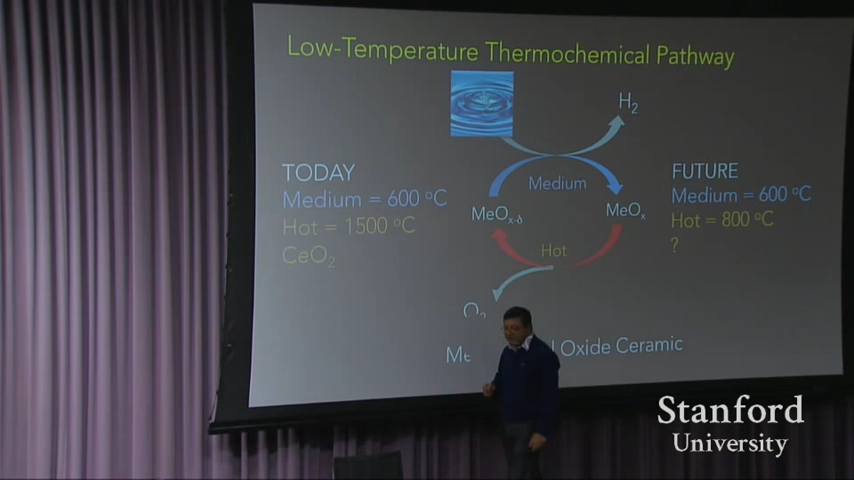 Low-Temperature Thermochemical Pathway
H2
TODAY
Medium = 600 °C
Hot = 1500 °C
CeO2
Medium
MeOx-δ
MeOx
Hot
FUTURE
Medium = 600 °C
Hot = 800 °C
?
O2
Oxide Ceramic
Stanford
University